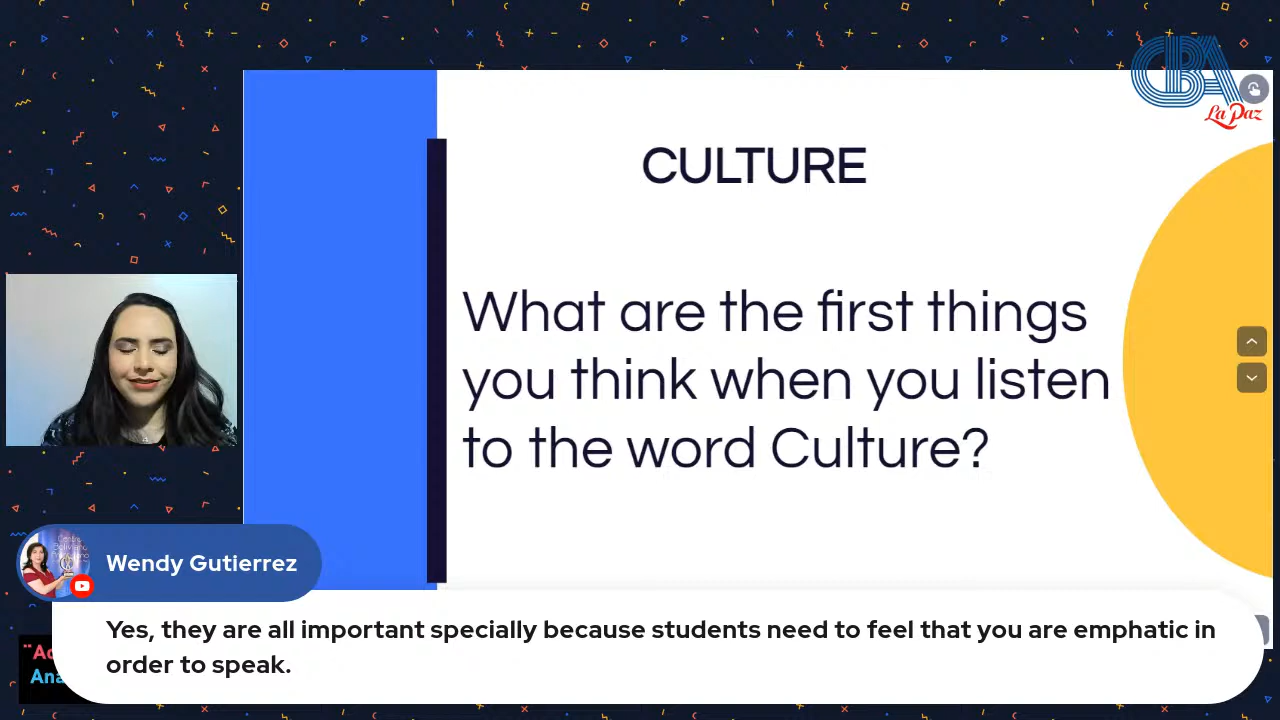 CBA
La Paz
CULTURE
What are the first things
you think when you listen
to the word Culture?
Wendy Gutierrez
Yes, they are all important specially because students need to feel that you are emphatic in
order to speak.